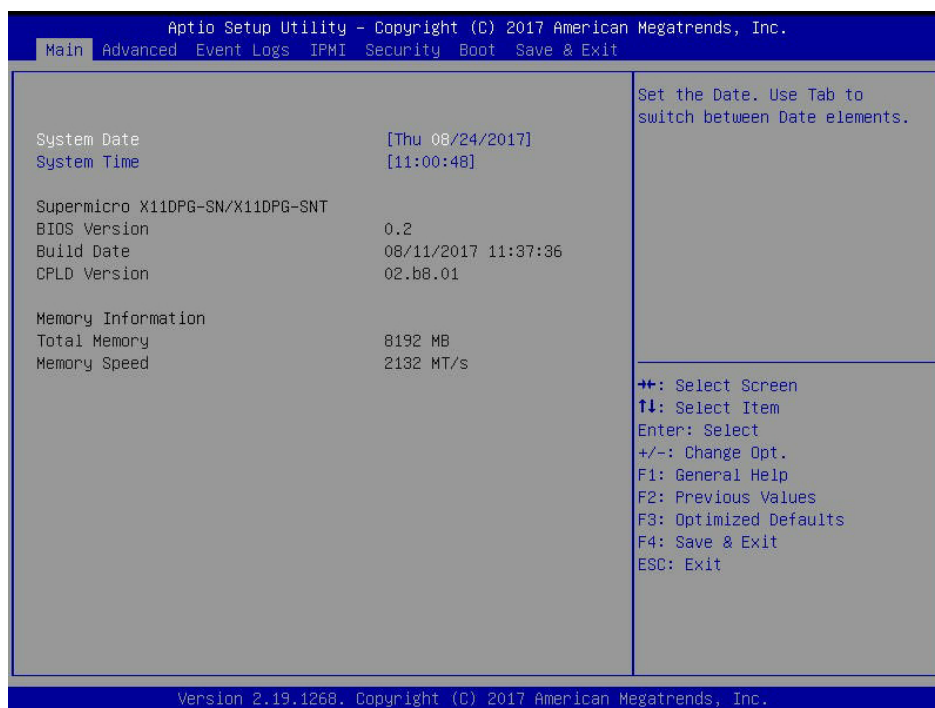 Aptio Setup Utility – Copyright (C) 2017 American Megatrends, Inc.
Main Advanced Event Logs IPMI Security Boot Save & Exit
Set the Date. Use Tab to
switch between Date elements.
System Date [Thu 08/24/2017]
System Time [11:00:48]
Supermicro X11DPG-SN/X11DPG-SNT
BIOS Version 0.2
Build Date 08/11/2017 11:37:36
CPLD Version 02.b8.01
Memory Information
Total Memory 8192 MB
Memory Speed 2132 MT/s
→←: Select Screen
↑↓: Select Item
Enter: Select
+/-: Change Opt.
F1: General Help
F2: Previous Values
F3: Optimized Defaults
F4: Save & Exit
ESC: Exit
Version 2.19.1268. Copyright (C) 2017 American Megatrends, Inc.